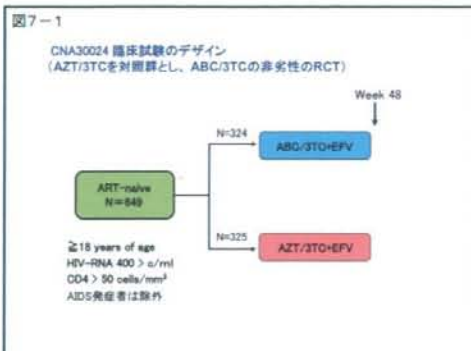 図7-1
CNA30024 臨床試験のデザイン
(AZT/3TCを対照群とし、ABC/3TCの非劣性のRCT)
Week 48
N=324
ABC/3TC+EFV
ART-naive
N=649
N=325
AZT/3TC+EFV
≧18 years of age
HIV-RNA 400 > c/ml
CD4 > 50 cells/mm³
AIDS発症者は除外